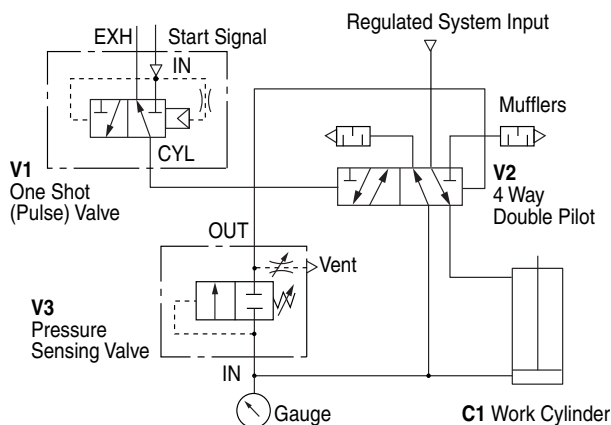 EXH
Start Signal
Regulated System Input
IN
Mufflers
V1
One Shot
(Pulse) Valve
CYL
V2
4 Way
Double Pilot
OUT
Vent
V3
Pressure
Sensing Valve
IN
Gauge
C1 Work Cylinder